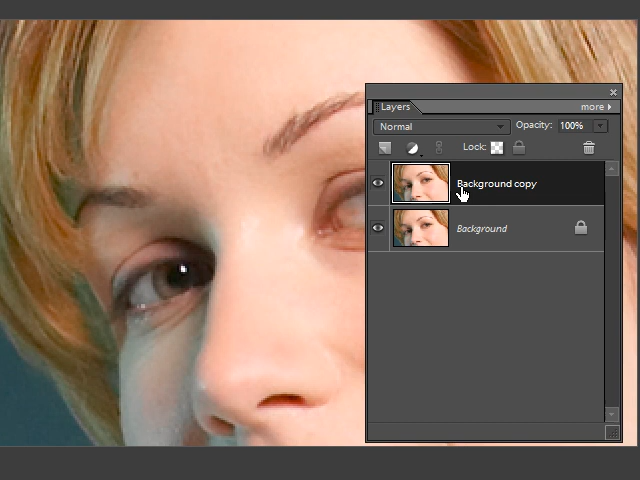 Layers
more
Normal
Opacity: 100%
Lock:
Background copy
Background